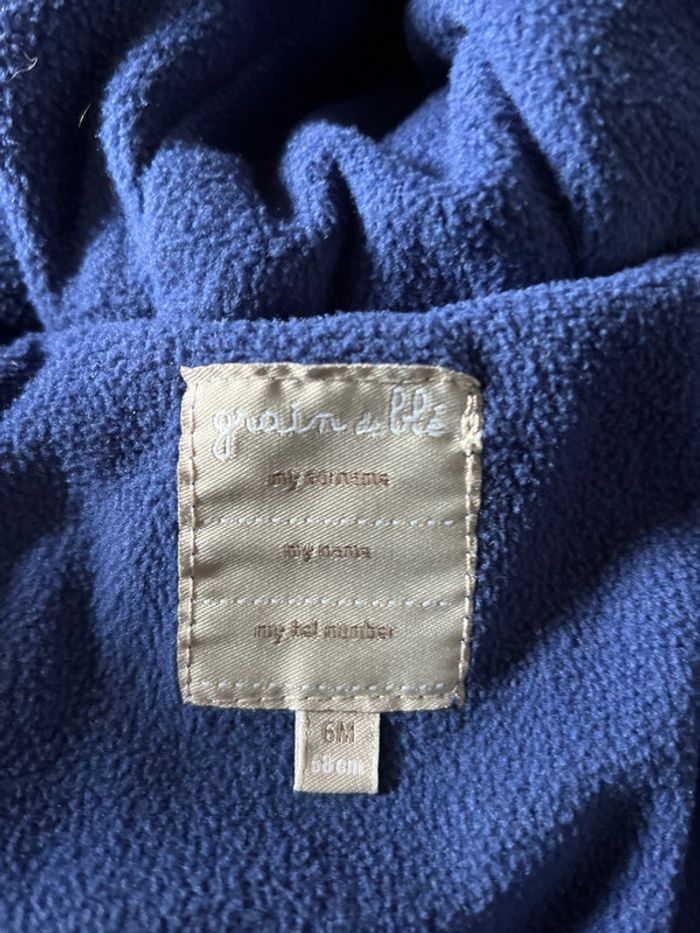 grain de blé
my surname
my name
my tel number
6M
68cm